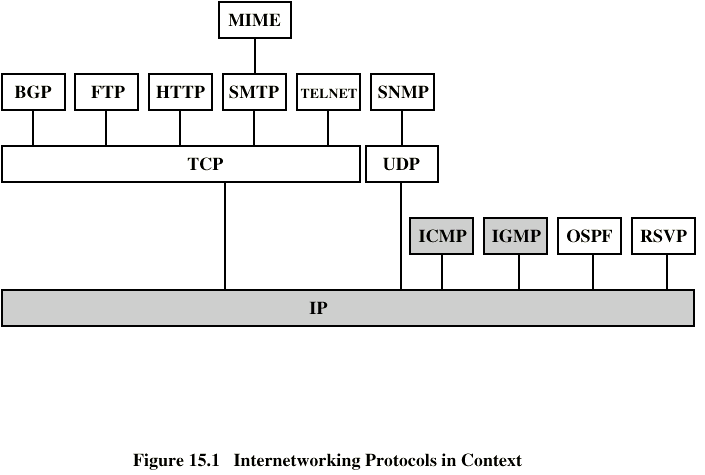 MIME
BGP FTP HTTP SMTP TELNET SNMP
TCP UDP
ICMP IGMP OSPF RSVP
IP
Figure 15.1 Internetworking Protocols in Context